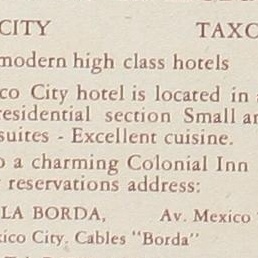 CITY TAXC
modern high class hotels
co City hotel is located in
residential section Small an
suites - Excellent cuisine.
o a charming Colonial Inn
reservations address:
LA BORDA, Av. Mexico
xico City. Cables "Borda"